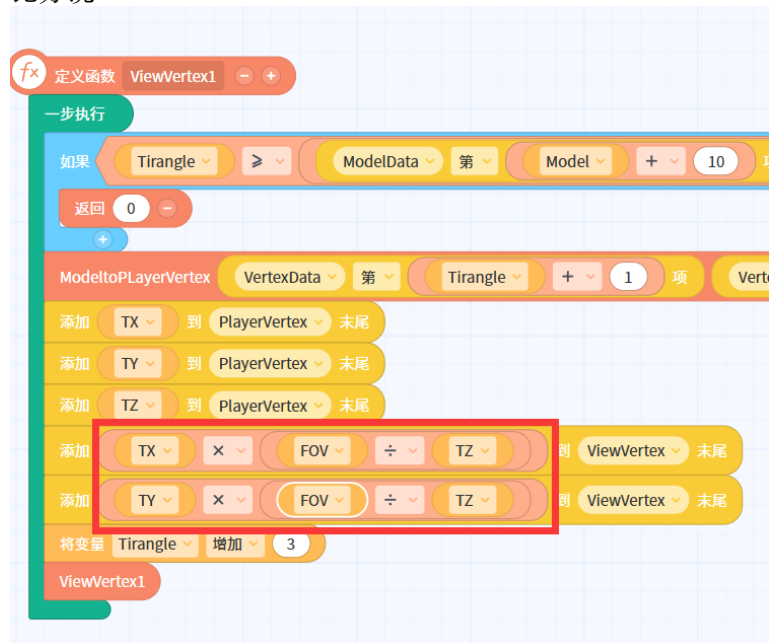 fx 定义函数 ViewVertex1 − +
一步执行
如果 Tirangle ≥ ModelData 第 Model + 10
返回 0 −
+
ModeltoPLayerVertex VertexData 第 Tirangle + 1 项
添加 TX 到 PlayerVertex 末尾
添加 TY 到 PlayerVertex 末尾
添加 TZ 到 PlayerVertex 末尾
添加 TX × FOV ÷ TZ 到 ViewVertex 末尾
添加 TY × FOV ÷ TZ 到 ViewVertex 末尾
将变量 Tirangle 增加 3
ViewVertex1